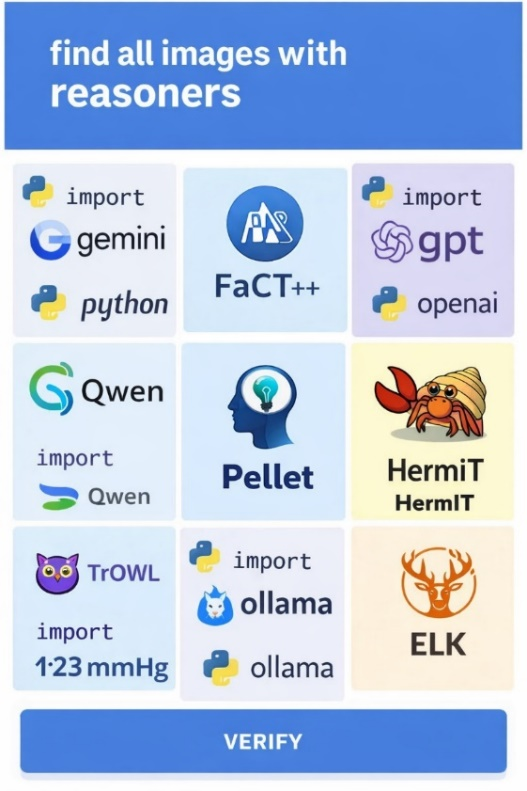 find all images with
reasoners
import
gemini
python
FaCT++
import
gpt
openai
Qwen
import
Qwen
Pellet
HermiT
HermIT
TrOWL
import
1·23 mmHg
import
ollama
ollama
ELK
VERIFY